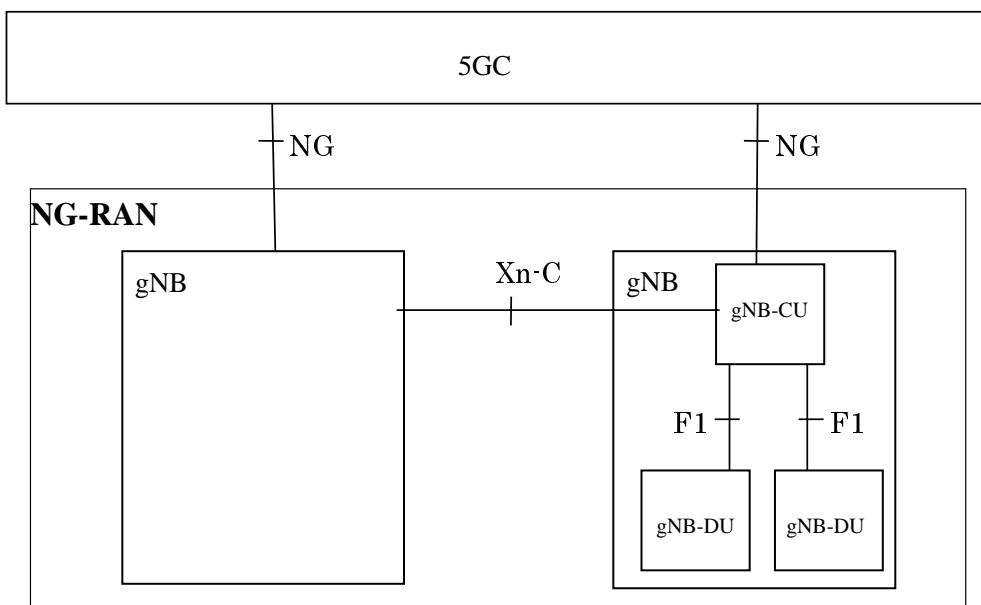 5GC
NG
NG
NG-RAN
gNB
Xn-C
gNB
gNB-CU
F1
F1
gNB-DU
gNB-DU